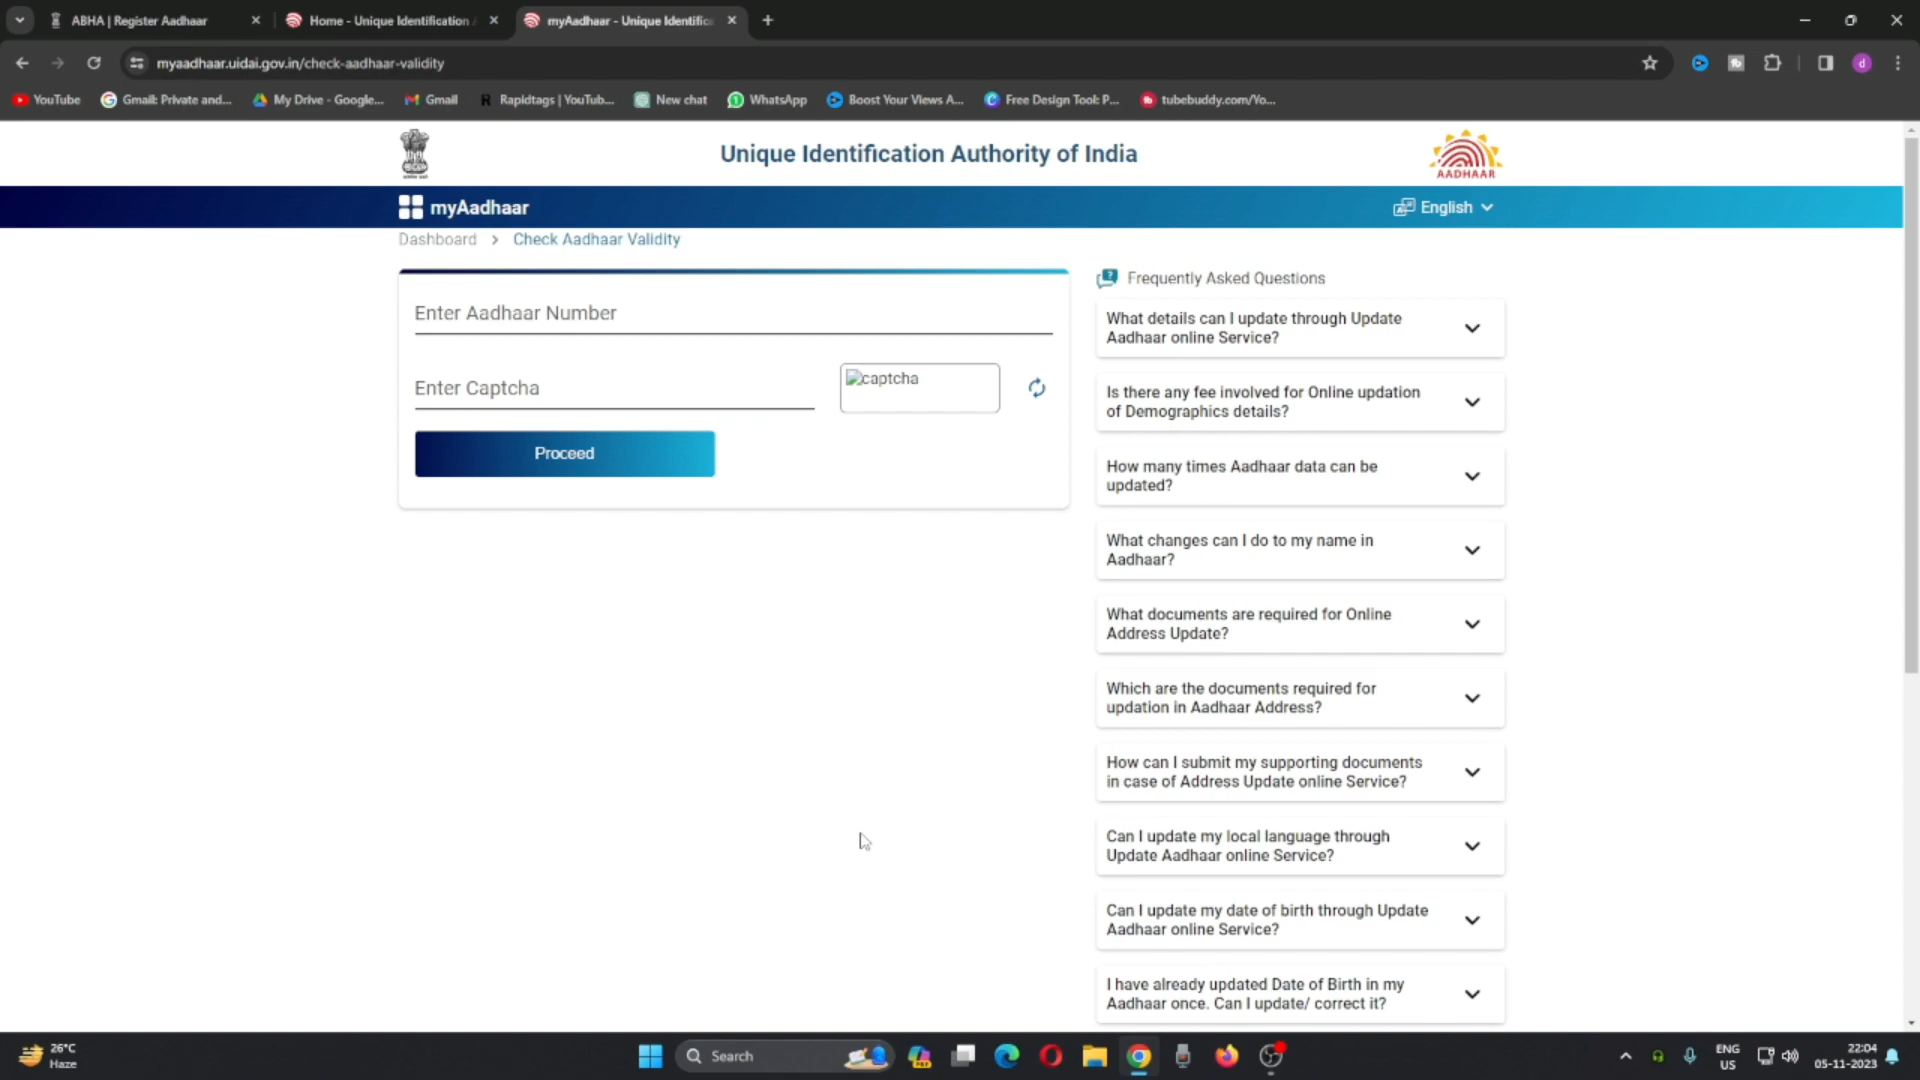 ABHA | Register Aadhaar
Home - Unique Identification
myAadhaar - Unique Identific
myaadhaar.uidai.gov.in/check-aadhaar-validity
d
YouTube
Gmail: Private and...
My Drive - Google...
Gmail
Rapidtags | YouTub...
New chat
WhatsApp
Boost Your Views A...
Free Design Tool: P...
tubebuddy.com/Yo...
Unique Identification Authority of India
AADHAAR
myAadhaar
English
Dashboard > Check Aadhaar Validity
Enter Aadhaar Number
Enter Captcha
captcha
Proceed
Frequently Asked Questions
What details can I update through Update
Aadhaar online Service?
Is there any fee involved for Online updation
of Demographics details?
How many times Aadhaar data can be
updated?
What changes can I do to my name in
Aadhaar?
What documents are required for Online
Address Update?
Which are the documents required for
updation in Aadhaar Address?
How can I submit my supporting documents
in case of Address Update online Service?
Can I update my local language through
Update Aadhaar online Service?
Can I update my date of birth through Update
Aadhaar online Service?
I have already updated Date of Birth in my
Aadhaar once. Can I update/ correct it?
26°C
Haze
Search
ENG
US
22:04
05-11-2023